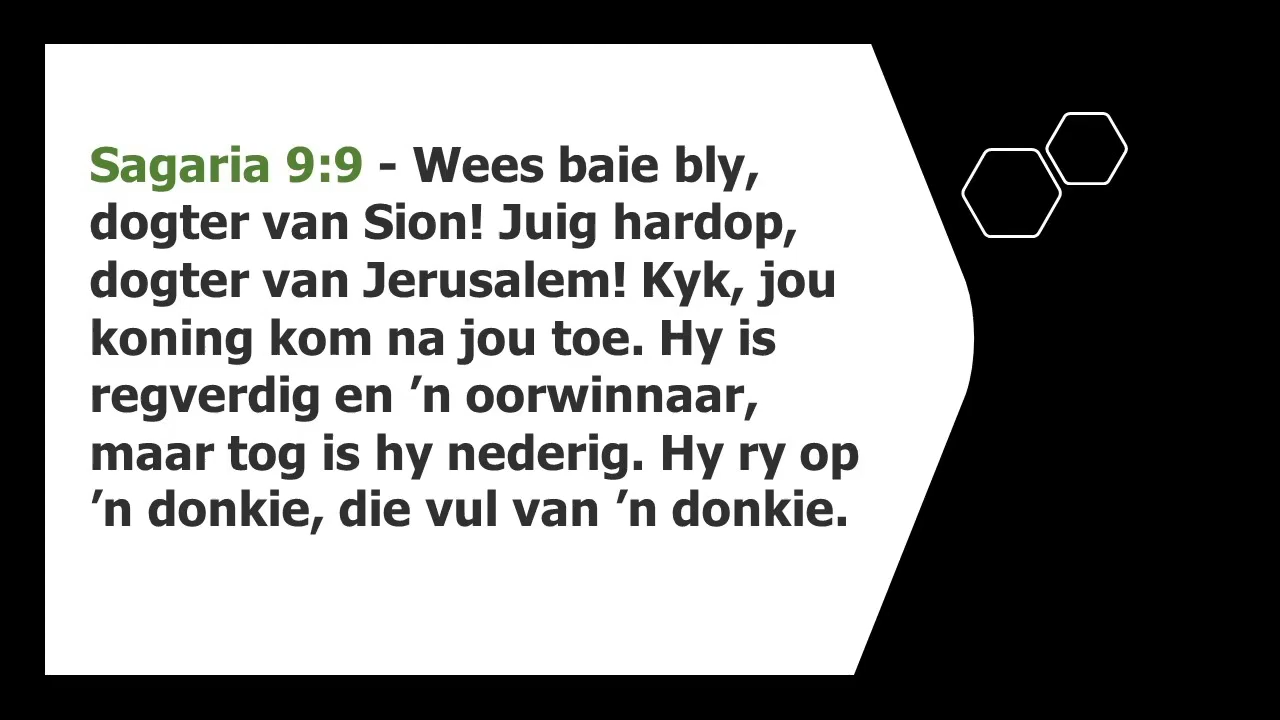 Sagaria 9:9 - Wees baie bly,
dogter van Sion! Juig hardop,
dogter van Jerusalem! Kyk, jou
koning kom na jou toe. Hy is
regverdig en ’n oorwinnaar,
maar tog is hy nederig. Hy ry op
’n donkie, die vul van ’n donkie.